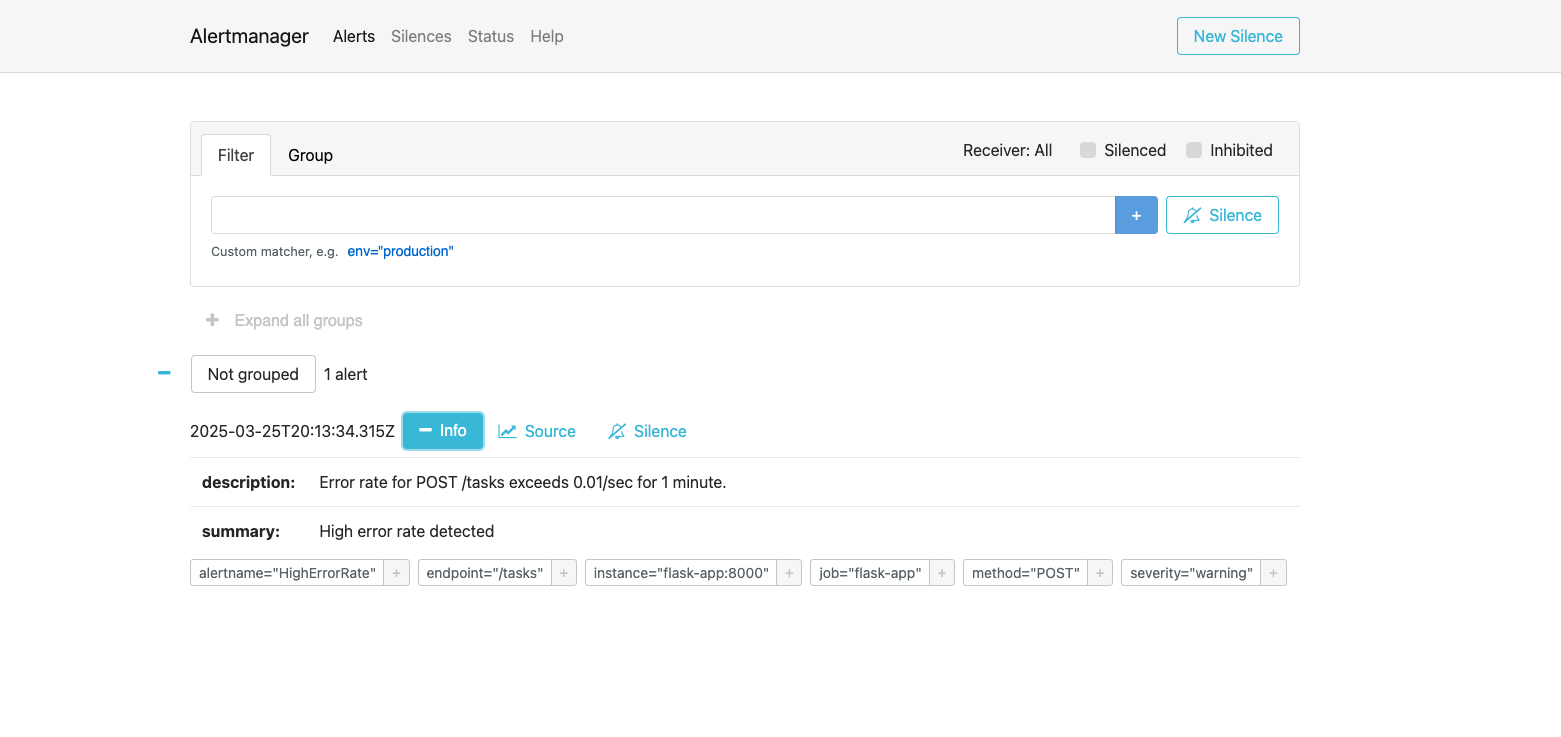 Alertmanager Alerts Silences Status Help New Silence
Filter Group Receiver: All Silenced Inhibited
+ Silence
Custom matcher, e.g. env="production"
+ Expand all groups
Not grouped 1 alert
2025-03-25T20:13:34.315Z Info Source Silence
description: Error rate for POST /tasks exceeds 0.01/sec for 1 minute.
summary: High error rate detected
alertname="HighErrorRate" + endpoint="/tasks" + instance="flask-app:8000" + job="flask-app" + method="POST" + severity="warning" +